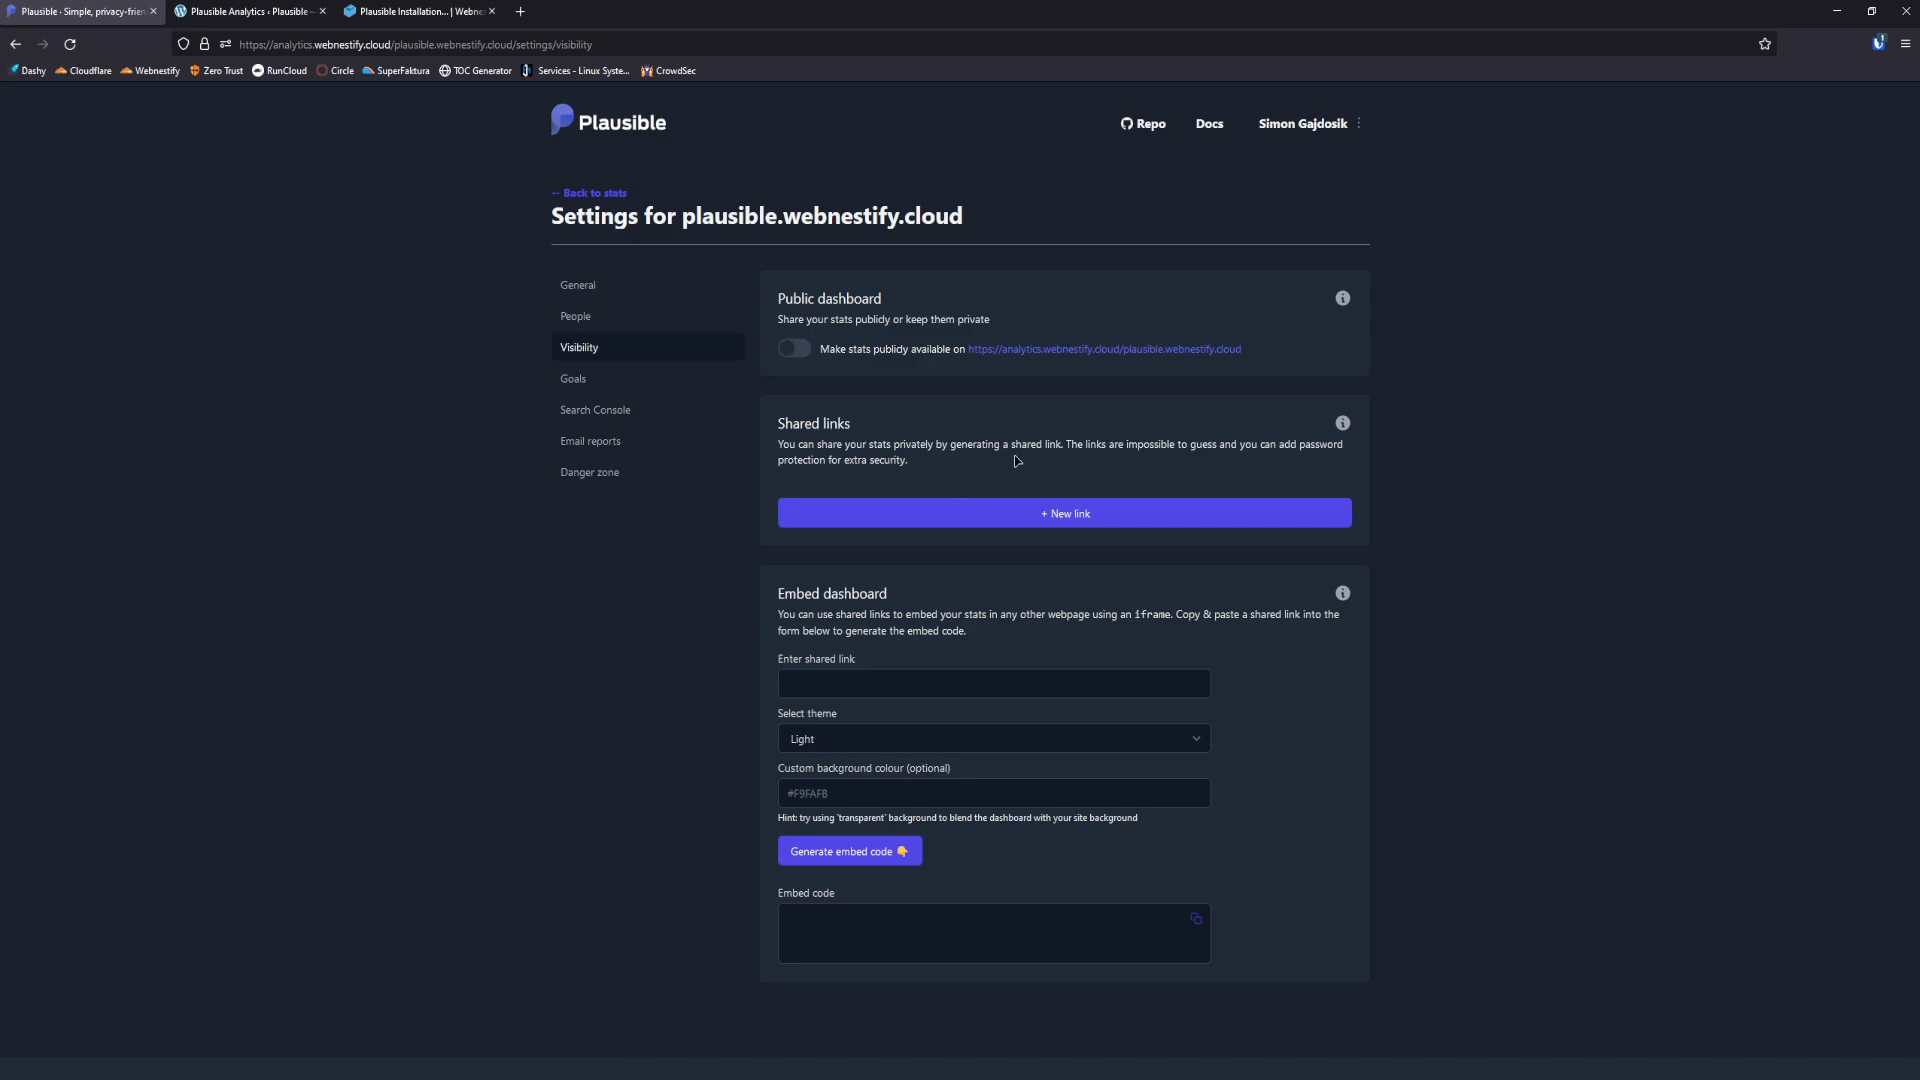 Plausible · Simple, privacy-frien
Plausible Analytics ‹ Plausible —
Plausible Installation... | Webne
https://analytics.webnestify.cloud/plausible.webnestify.cloud/settings/visibility
Dashy
Cloudflare
Webnestify
Zero Trust
RunCloud
Circle
SuperFaktura
TOC Generator
Services - Linux Syste...
CrowdSec
Plausible
Repo
Docs
Simon Gajdosik
← Back to stats
Settings for plausible.webnestify.cloud
General
People
Visibility
Goals
Search Console
Email reports
Danger zone
Public dashboard
Share your stats publicly or keep them private
Make stats publicly available on https://analytics.webnestify.cloud/plausible.webnestify.cloud
Shared links
You can share your stats privately by generating a shared link. The links are impossible to guess and you can add password
protection for extra security.
+ New link
Embed dashboard
You can use shared links to embed your stats in any other webpage using an iframe. Copy & paste a shared link into the
form below to generate the embed code.
Enter shared link
Select theme
Light
Custom background colour (optional)
#F9FAFB
Hint: try using `transparent` background to blend the dashboard with your site background
Generate embed code 👇
Embed code